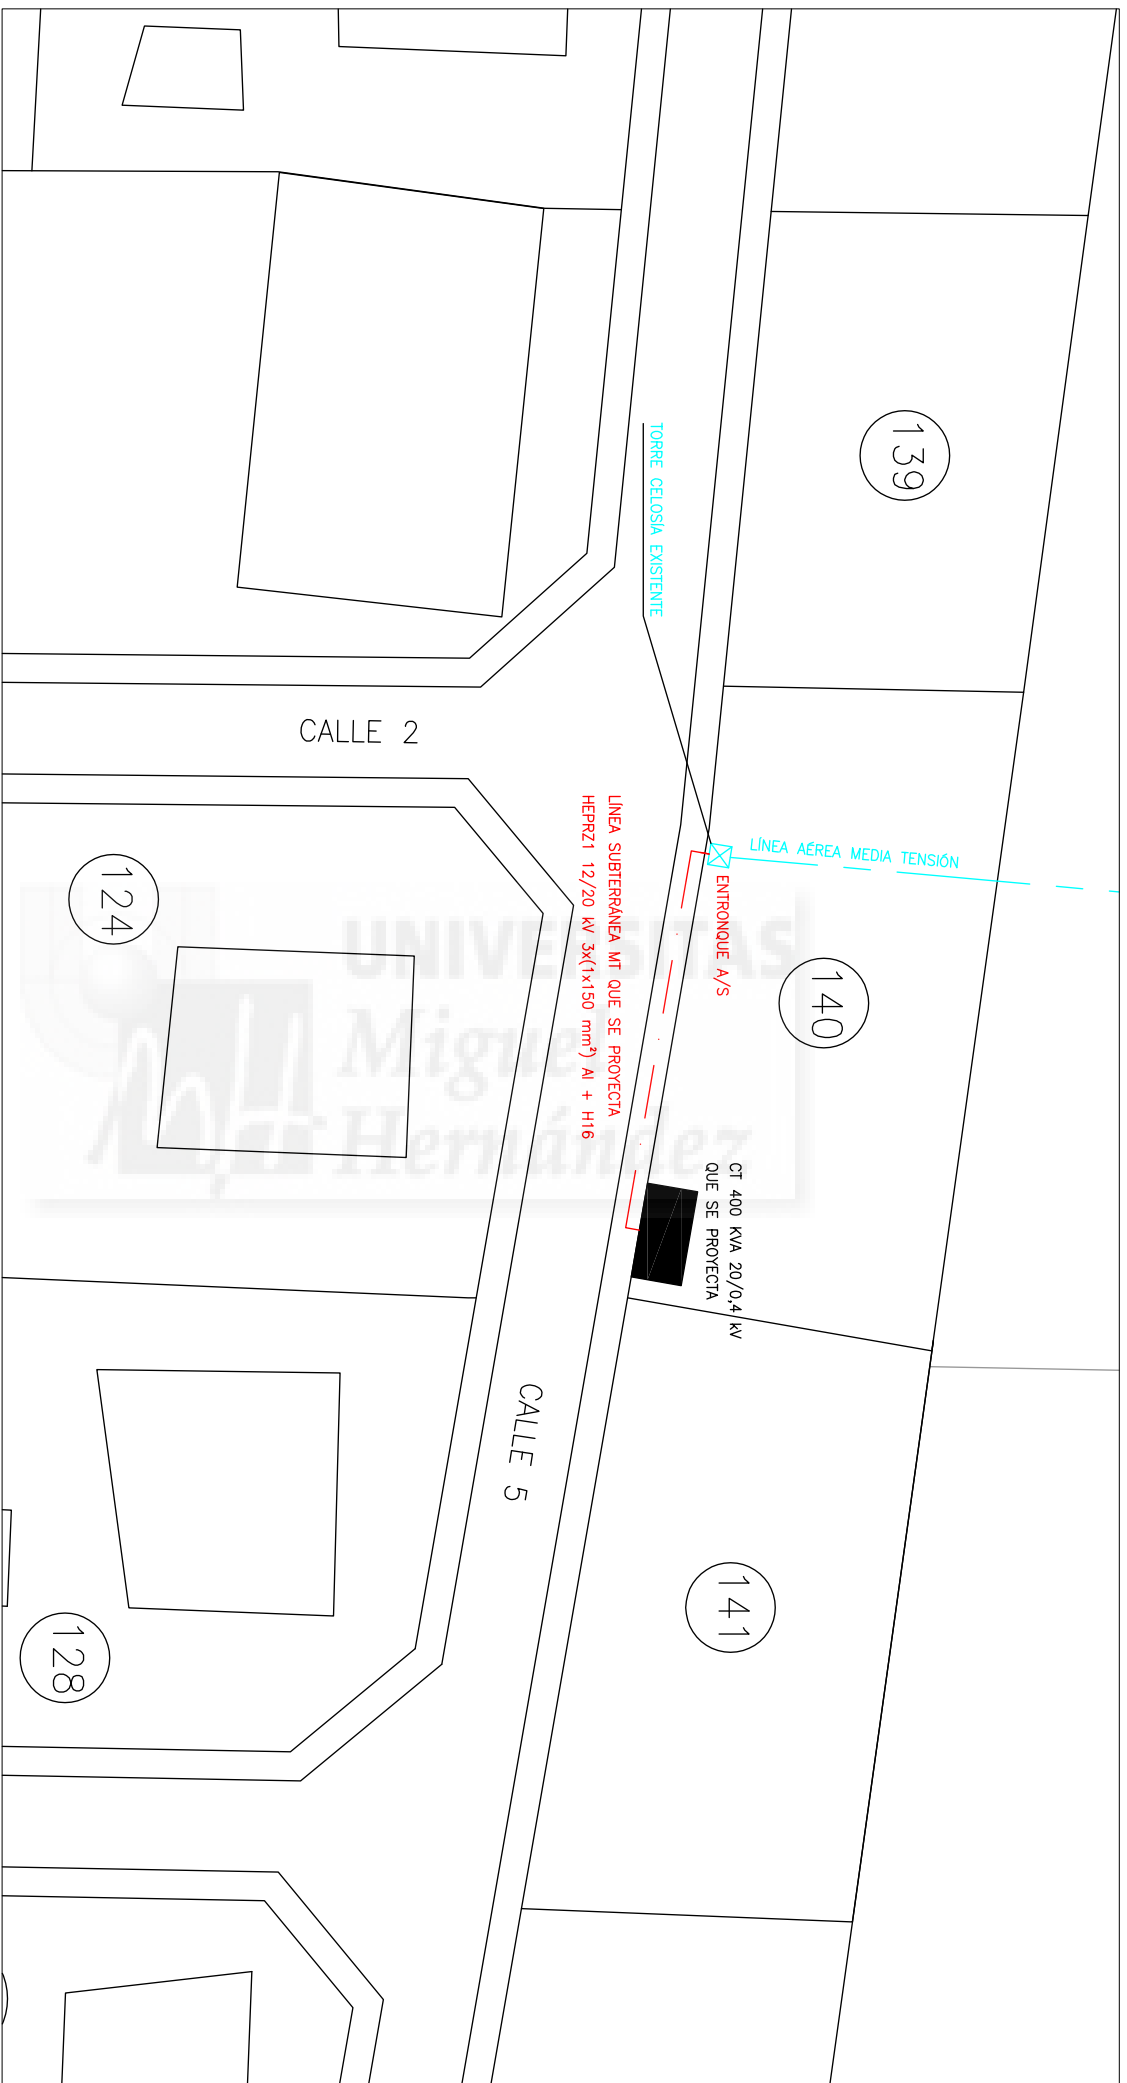 139
TORRE CELOSÍA EXISTENTE
CALLE 2
LÍNEA AÉREA MEDIA TENSIÓN
ENTRONQUE A/S
LÍNEA SUBTERRÁNEA MT QUE SE PROYECTA
HEPRZ1 12/20 kV 3x(1x150 mm²) Al + H16
124
140
UNIVERSITAS
Miguel
Hernández
CT 400 KVA 20/0,4 kV
QUE SE PROYECTA
CALLE 5
141
128